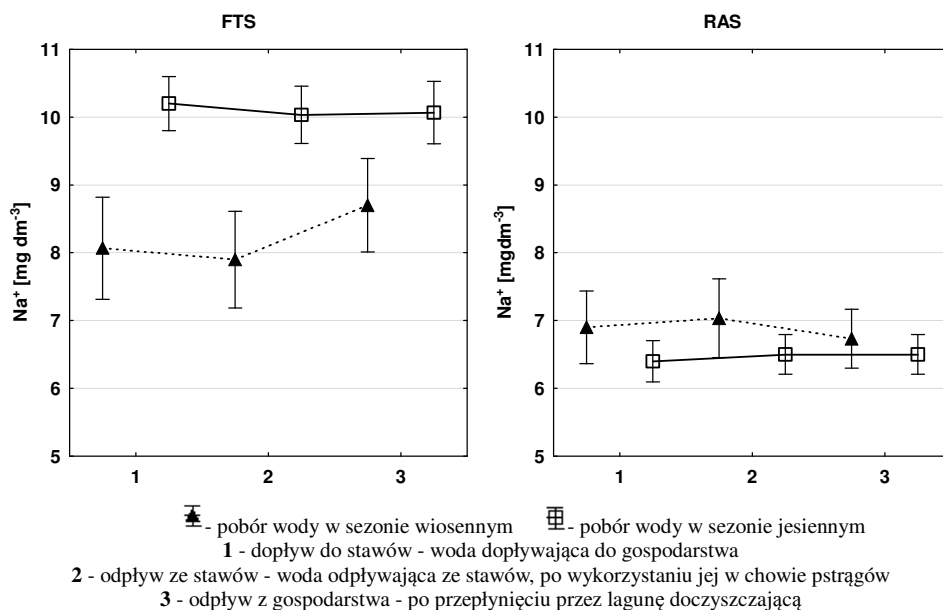 FTS
RAS
11
10
9
8
7
6
5
Na⁺ [mg dm⁻³]
1
2
3
11
10
9
8
7
6
5
Na⁺ [mgdm⁻³]
1
2
3
- pobór wody w sezonie wiosennym - pobór wody w sezonie jesiennym
1 - dopływ do stawów - woda dopływająca do gospodarstwa
2 - odpływ ze stawów - woda odpływająca ze stawów, po wykorzystaniu jej w chowie pstrągów
3 - odpływ z gospodarstwa - po przepłynięciu przez lagunę doczyszczającą